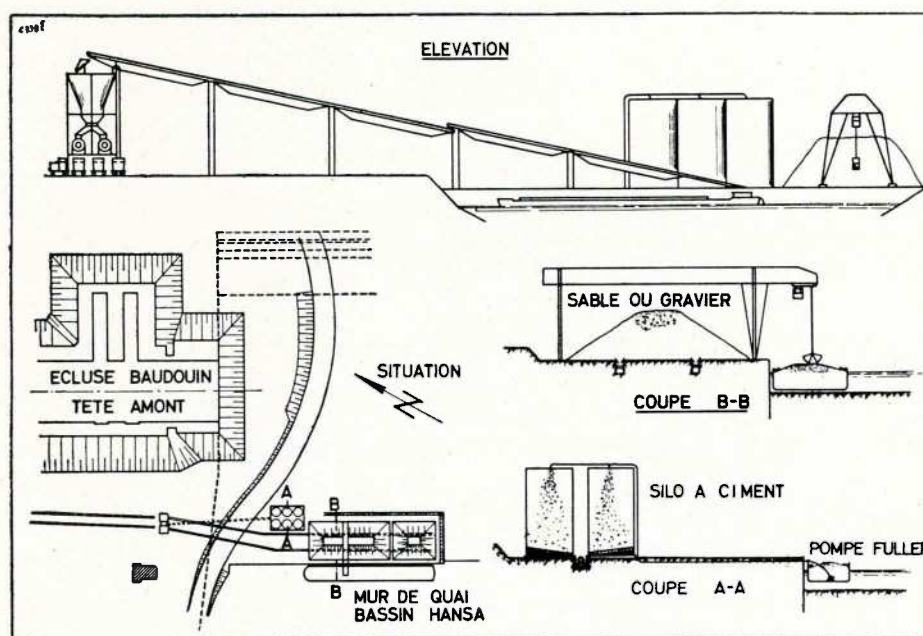 ELEVATION
SABLE OU GRAVIER
ECLUSE BAUDOUIN
TETE AMONT
SITUATION
COUPE B-B
A
B
SILO A CIMENT
A
POMPE FULLER
B
MUR DE QUAI
BASSIN HANSA
COUPE A-A